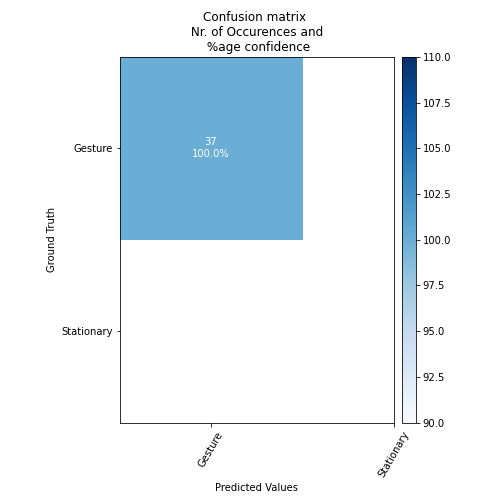 Confusion matrix
Nr. of Occurences and
%age confidence
Ground Truth
Gesture
Stationary
37
100.0%
Gesture
Stationary
Predicted Values
110.0
107.5
105.0
102.5
100.0
97.5
95.0
92.5
90.0